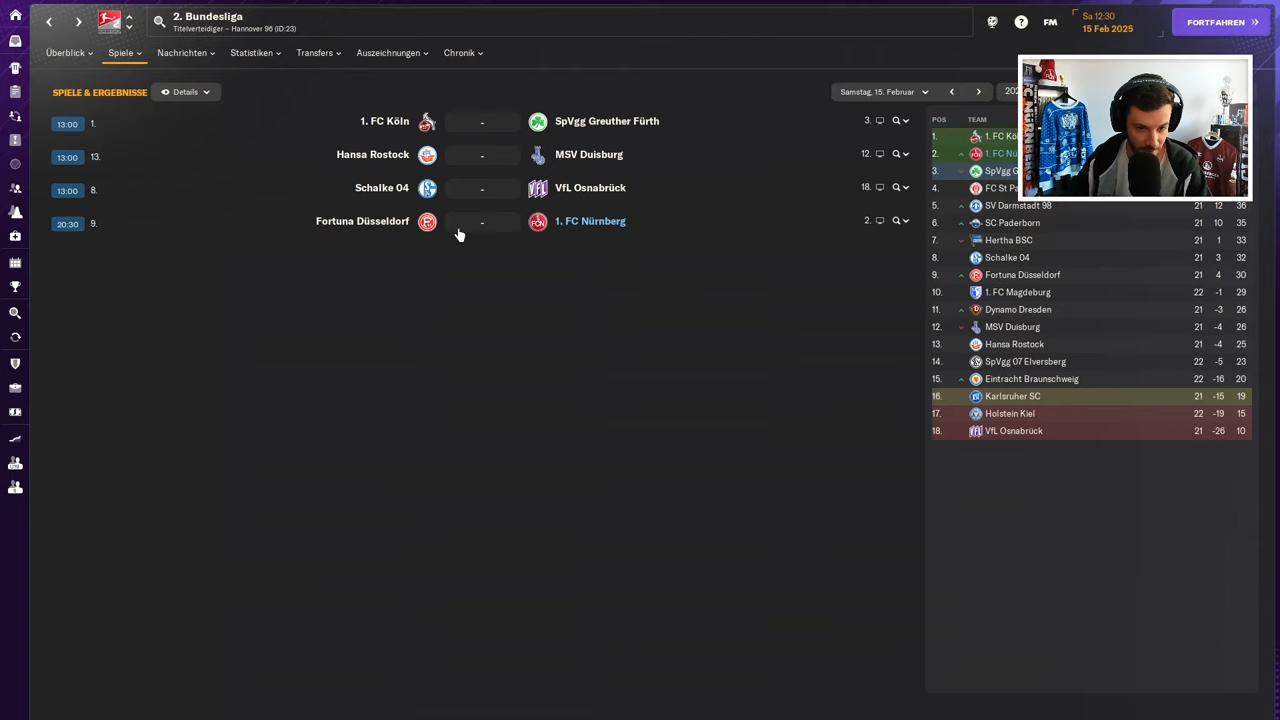 2. Bundesliga
Titelverteidiger – Hannover 96 (ID:23)
FM
Sa 12:30
15 Feb 2025
FORTFAHREN
Überblick
Spiele
Nachrichten
Statistiken
Transfers
Auszeichnungen
Chronik
SPIELE & ERGEBNISSE
Details
Samstag, 15. Februar
13:00 1. 1. FC Köln - SpVgg Greuther Fürth 3.
13:00 13. Hansa Rostock - MSV Duisburg 12.
13:00 8. Schalke 04 - VfL Osnabrück 18.
20:30 9. Fortuna Düsseldorf - 1. FC Nürnberg 2.
POS TEAM
1. 1. FC Kö
2. 1. FC Nü
3. SpVgg G
4. FC St Pa
5. SV Darmstadt 98 21 12 36
6. SC Paderborn 21 10 35
7. Hertha BSC 21 1 33
8. Schalke 04 21 3 32
9. Fortuna Düsseldorf 21 4 30
10. 1. FC Magdeburg 22 -1 29
11. Dynamo Dresden 21 -3 26
12. MSV Duisburg 21 -4 26
13. Hansa Rostock 21 -4 25
14. SpVgg 07 Elversberg 22 -5 23
15. Eintracht Braunschweig 22 -16 20
16. Karlsruher SC 21 -15 19
17. Holstein Kiel 22 -19 15
18. VfL Osnabrück 21 -26 10
FC NÜRNBERG